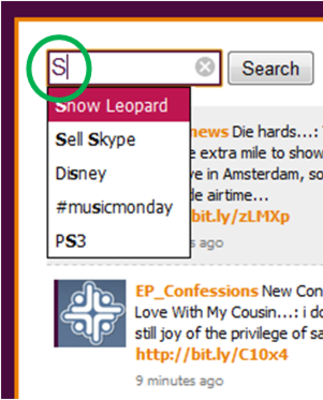 S
Search
Snow Leopard
Sell Skype
Disney
#musicmonday
PS3
news Die hards...:
extra mile to show
ve in Amsterdam, so
de airtime...
bit.ly/zLMXp
ago
EP_Confessions New Con
Love With My Cousin...: i do
still joy of the privilege of sa
http://bit.ly/C10x4
9 minutes ago